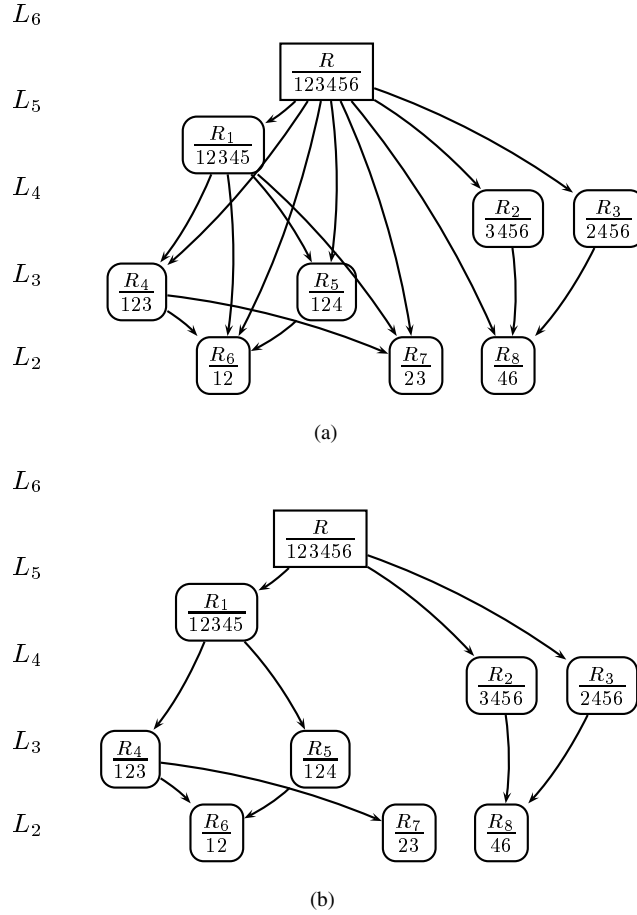 L₆
R
123456
L₅
R₁
12345
L₄
R₂
3456
R₃
2456
L₃
R₄
123
R₅
124
L₂
R₆
12
R₇
23
R₈
46
(a)
L₆
R
123456
L₅
R₁
12345
L₄
R₂
3456
R₃
2456
L₃
R₄
123
R₅
124
L₂
R₆
12
R₇
23
R₈
46
(b)